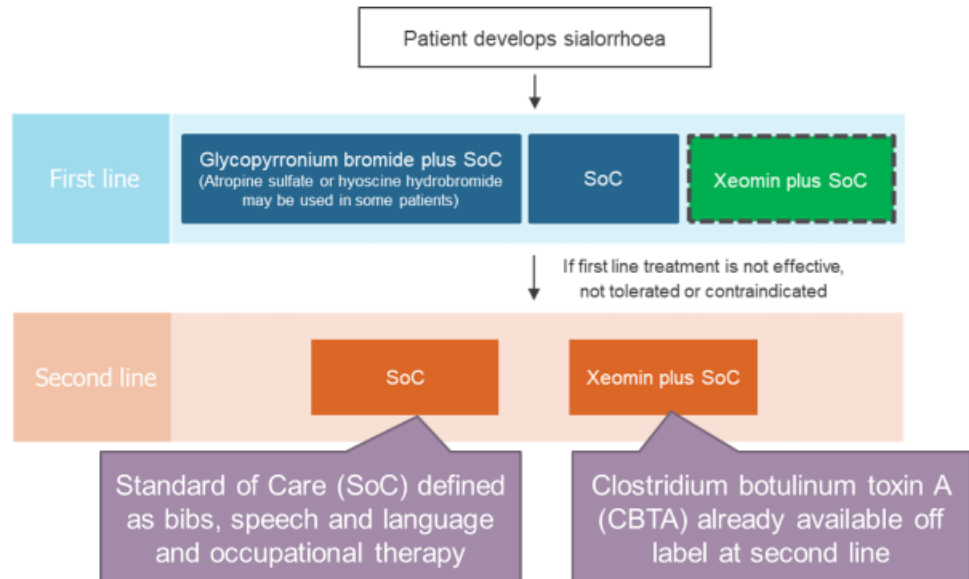 Patient develops sialorrhoea
First line
Glycopyrronium bromide plus SoC
(Atropine sulfate or hyoscine hydrobromide
may be used in some patients)
SoC
Xeomin plus SoC
If first line treatment is not effective,
not tolerated or contraindicated
Second line
SoC
Xeomin plus SoC
Standard of Care (SoC) defined
as bibs, speech and language
and occupational therapy
Clostridium botulinum toxin A
(CBTA) already available off
label at second line